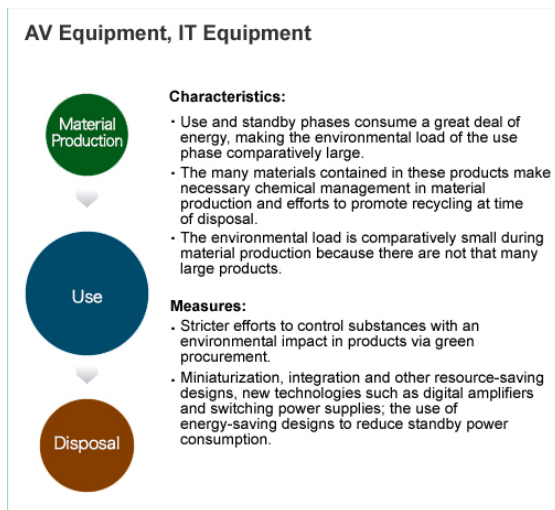 AV Equipment, IT Equipment
Material
Production
Use
Disposal
Characteristics:
・Use and standby phases consume a great deal of
energy, making the environmental load of the use
phase comparatively large.
・The many materials contained in these products make
necessary chemical management in material
production and efforts to promote recycling at time
of disposal.
・The environmental load is comparatively small during
material production because there are not that many
large products.
Measures:
・Stricter efforts to control substances with an
environmental impact in products via green
procurement.
・Miniaturization, integration and other resource-saving
designs, new technologies such as digital amplifiers
and switching power supplies; the use of
energy-saving designs to reduce standby power
consumption.